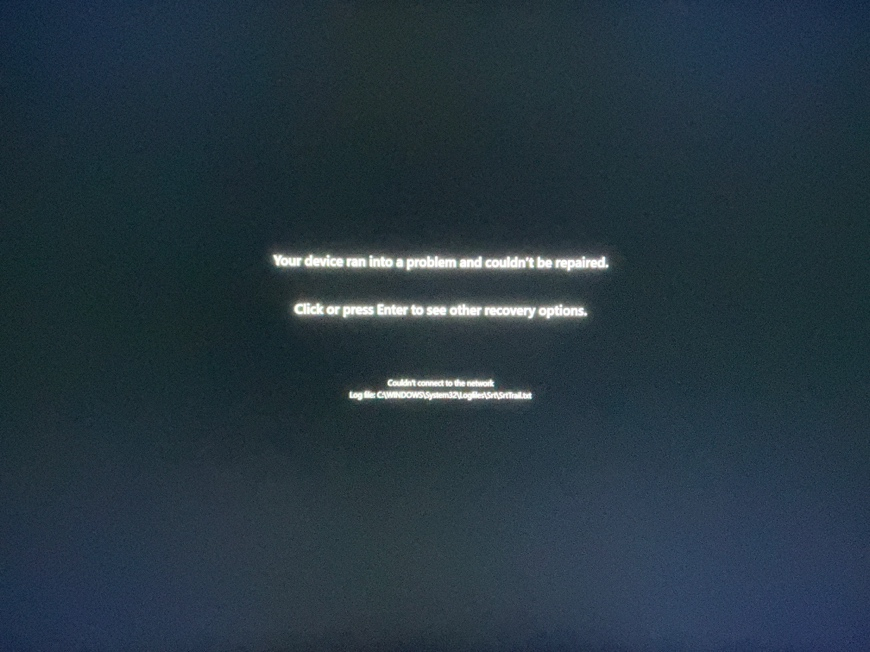 Your device ran into a problem and couldn't be repaired.
Click or press Enter to see other recovery options.
Couldn't connect to the network
Log file: C:\WINDOWS\System32\Logfiles\Srt\SrtTrail.txt